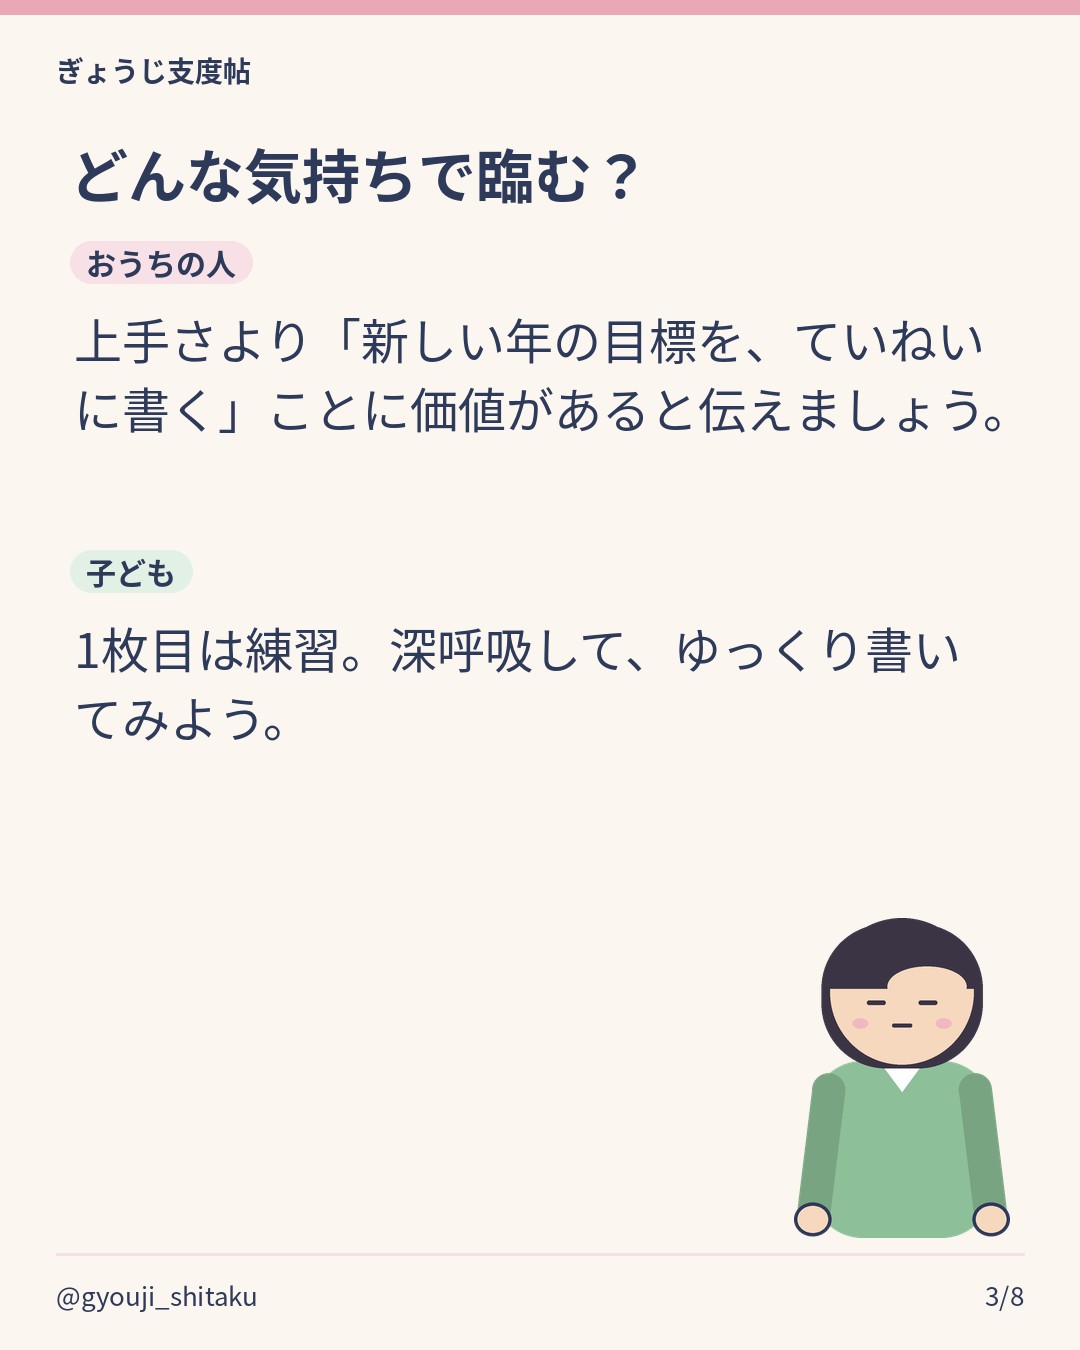 ぎょうじ支度帖
どんな気持ちで臨む？
おうちの人
上手さより「新しい年の目標を、ていねい
に書く」ことに価値があると伝えましょう。
子ども
1枚目は練習。深呼吸して、ゆっくり書い
てみよう。
@gyouji_shitaku
3/8